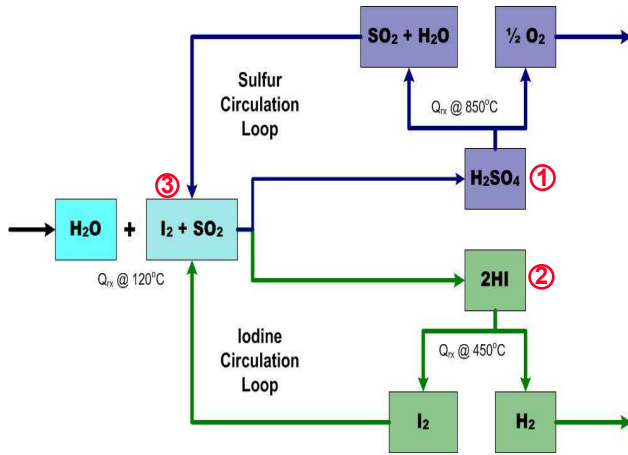 SO₂ + H₂O
½ O₂
Sulfur
Circulation
Loop
Qrx @ 850°C
H₂SO₄
①
③
H₂O
+
I₂ + SO₂
Qrx @ 120°C
2HI
②
Iodine
Circulation
Loop
Qrx @ 450°C
I₂
H₂